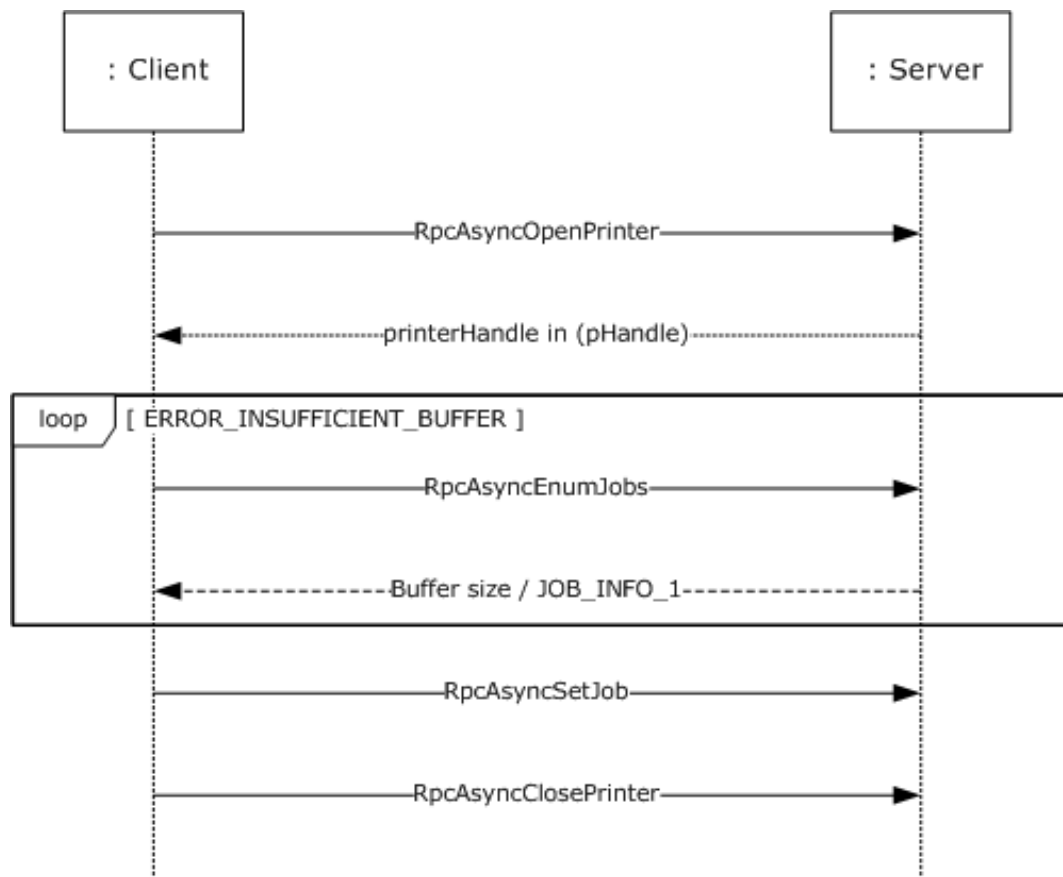 : Client
: Server
RpcAsyncOpenPrinter
printerHandle in (pHandle)
loop
[ ERROR_INSUFFICIENT_BUFFER ]
RpcAsyncEnumJobs
Buffer size / JOB_INFO_1
RpcAsyncSetJob
RpcAsyncClosePrinter